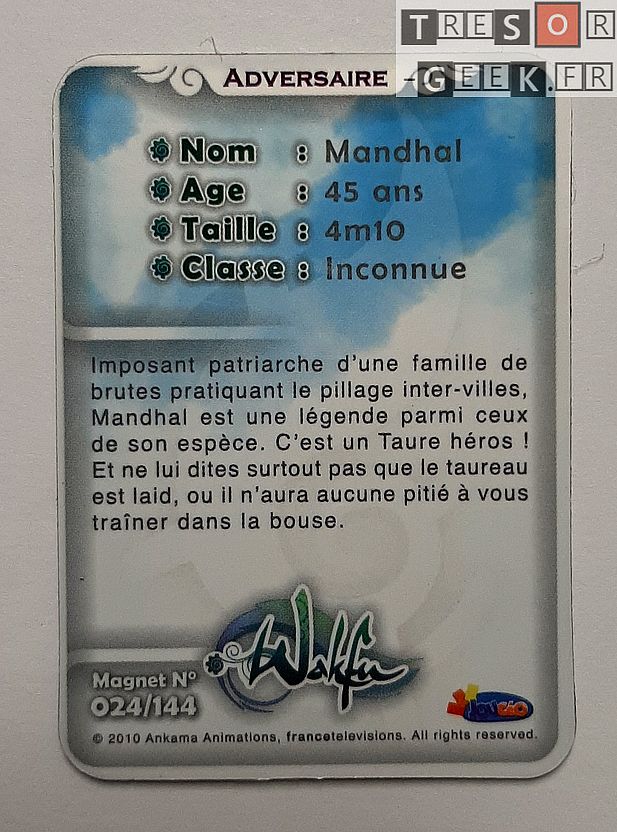 TRESOR
GEEK.FR
ADVERSAIRE -
Nom : Mandhal
Age : 45 ans
Taille : 4m10
Classe : Inconnue
Imposant patriarche d'une famille de
brutes pratiquant le pillage inter-villes,
Mandhal est une légende parmi ceux
de son espèce. C'est un Taure héros !
Et ne lui dites surtout pas que le taureau
est laid, ou il n'aura aucune pitié à vous
traîner dans la bouse.
Wakfu
Magnet N°
024/144
© 2010 Ankama Animations, francetelevisions. All rights reserved.